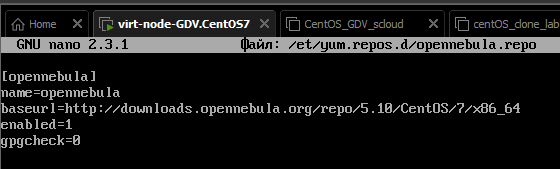 Home
virt-node-GDV.CentOS7
CentOS_GDV_scloud
centos_clone_lab
GNU nano 2.3.1 Файл: /et/yum.repos.d/opennebula.repo
[opennebula]
name=opennebula
baseurl=http://downloads.opennebula.org/repo/5.10/CentOS/7/x86_64
enabled=1
gpgcheck=0